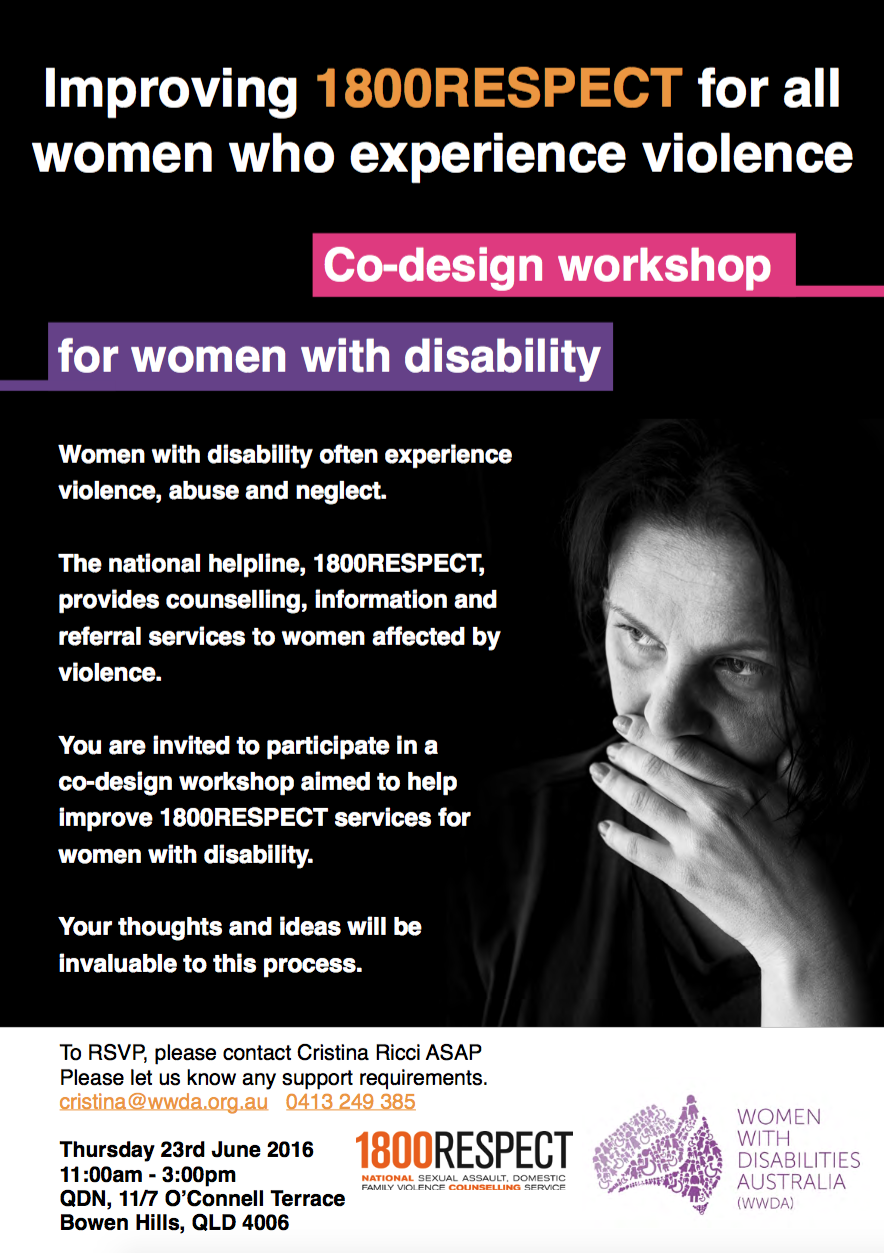 Improving 1800RESPECT for all
women who experience violence
Co-design workshop
for women with disability
Women with disability often experience
violence, abuse and neglect.
The national helpline, 1800RESPECT,
provides counselling, information and
referral services to women affected by
violence.
You are invited to participate in a
co-design workshop aimed to help
improve 1800RESPECT services for
women with disability.
Your thoughts and ideas will be
invaluable to this process.
To RSVP, please contact Cristina Ricci ASAP
Please let us know any support requirements.
cristina@wwda.org.au 0413 249 385
Thursday 23rd June 2016
11:00am - 3:00pm
QDN, 11/7 O’Connell Terrace
Bowen Hills, QLD 4006
1800RESPECT
NATIONAL SEXUAL ASSAULT, DOMESTIC
FAMILY VIOLENCE COUNSELLING SERVICE
WOMEN
WITH
DISABILITIES
AUSTRALIA
(WWDA)